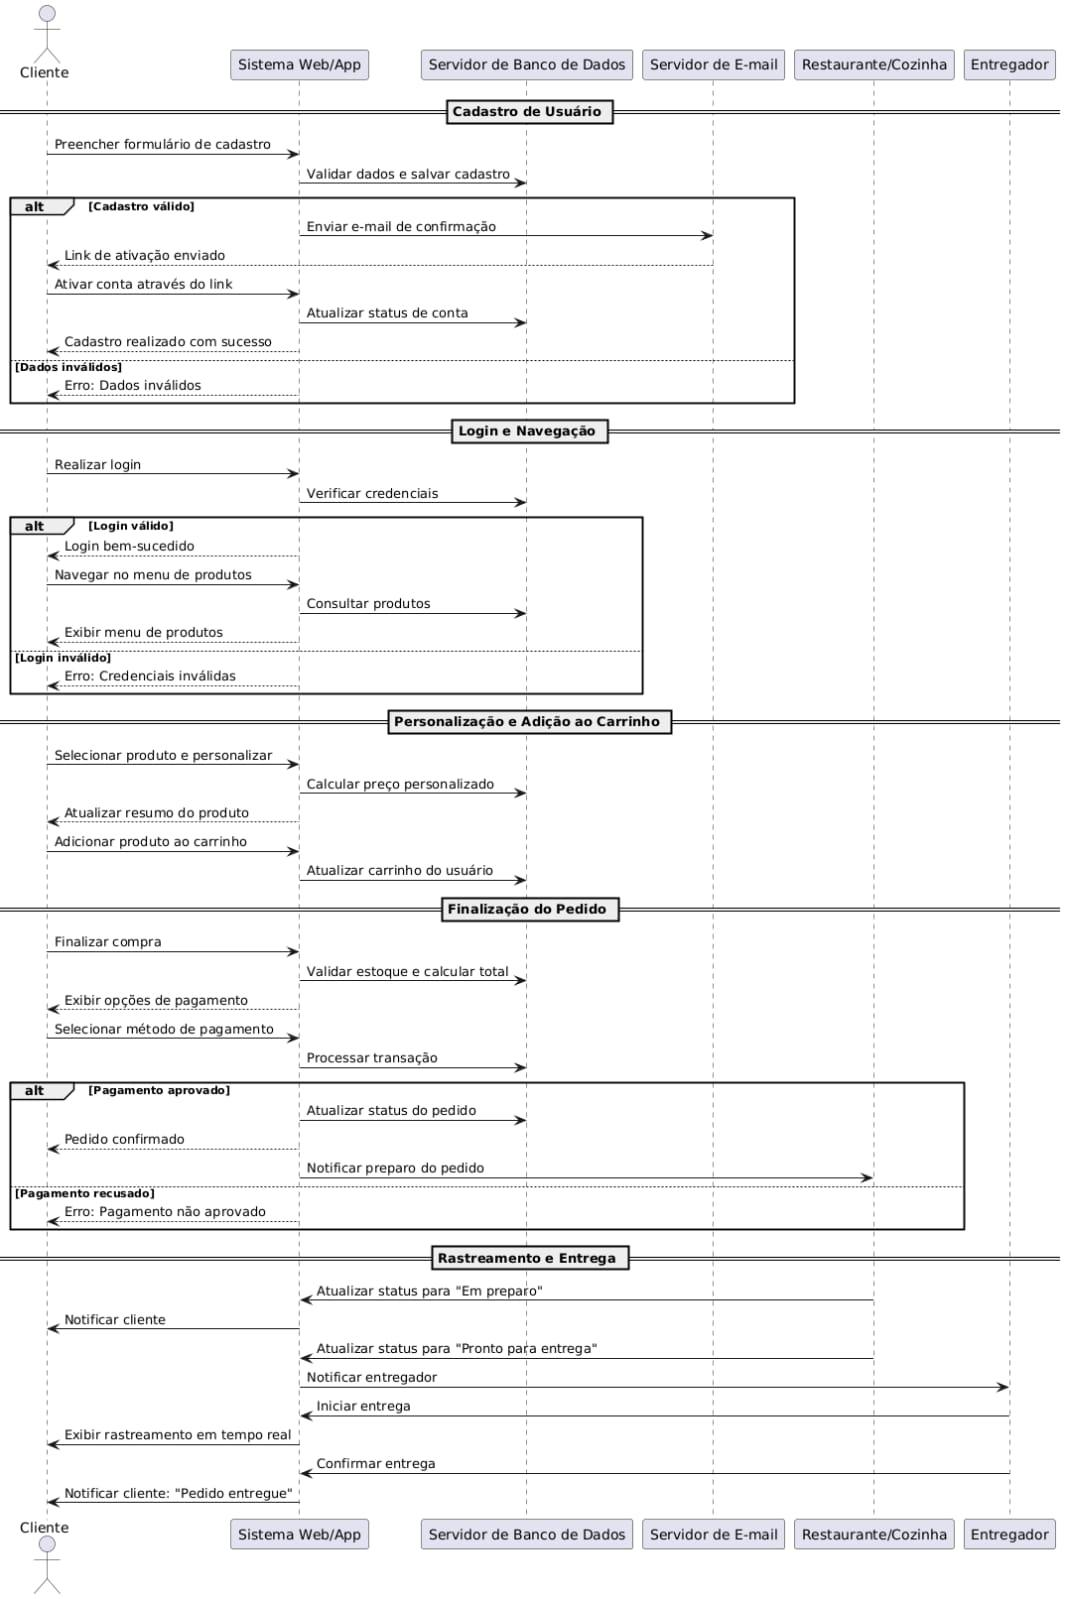 Cliente
Sistema Web/App
Servidor de Banco de Dados
Servidor de E-mail
Restaurante/Cozinha
Entregador
Cadastro de Usuário
Preencher formulário de cadastro
Validar dados e salvar cadastro
alt [Cadastro válido]
Enviar e-mail de confirmação
Link de ativação enviado
Ativar conta através do link
Atualizar status de conta
Cadastro realizado com sucesso
[Dados inválidos]
Erro: Dados inválidos
Login e Navegação
Realizar login
Verificar credenciais
alt [Login válido]
Login bem-sucedido
Navegar no menu de produtos
Consultar produtos
Exibir menu de produtos
[Login inválido]
Erro: Credenciais inválidas
Personalização e Adição ao Carrinho
Selecionar produto e personalizar
Calcular preço personalizado
Atualizar resumo do produto
Adicionar produto ao carrinho
Atualizar carrinho do usuário
Finalização do Pedido
Finalizar compra
Validar estoque e calcular total
Exibir opções de pagamento
Selecionar método de pagamento
Processar transação
alt [Pagamento aprovado]
Atualizar status do pedido
Pedido confirmado
Notificar preparo do pedido
[Pagamento recusado]
Erro: Pagamento não aprovado
Rastreamento e Entrega
Atualizar status para "Em preparo"
Notificar cliente
Atualizar status para "Pronto para entrega"
Notificar entregador
Iniciar entrega
Exibir rastreamento em tempo real
Confirmar entrega
Notificar cliente: "Pedido entregue"
Cliente
Sistema Web/App
Servidor de Banco de Dados
Servidor de E-mail
Restaurante/Cozinha
Entregador